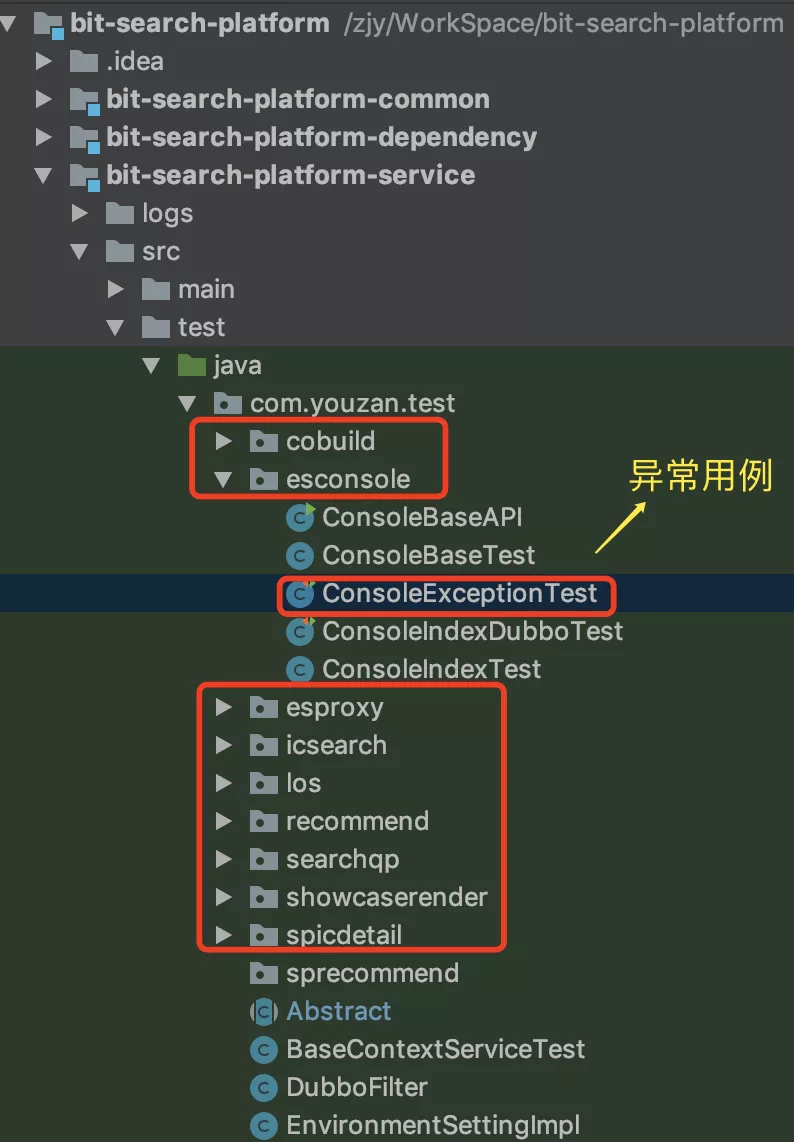 bit-search-platform /zjy/WorkSpace/bit-search-platform
.idea
bit-search-platform-common
bit-search-platform-dependency
bit-search-platform-service
logs
src
main
test
java
com.youzan.test
cobuild
esconsole
异常用例
ConsoleBaseAPI
ConsoleBaseTest
ConsoleExceptionTest
ConsoleIndexDubboTest
ConsoleIndexTest
esproxy
icsearch
los
recommend
searchqp
showcaserender
spicdetail
sprecommend
Abstract
BaseContextServiceTest
DubboFilter
EnvironmentSettingImpl